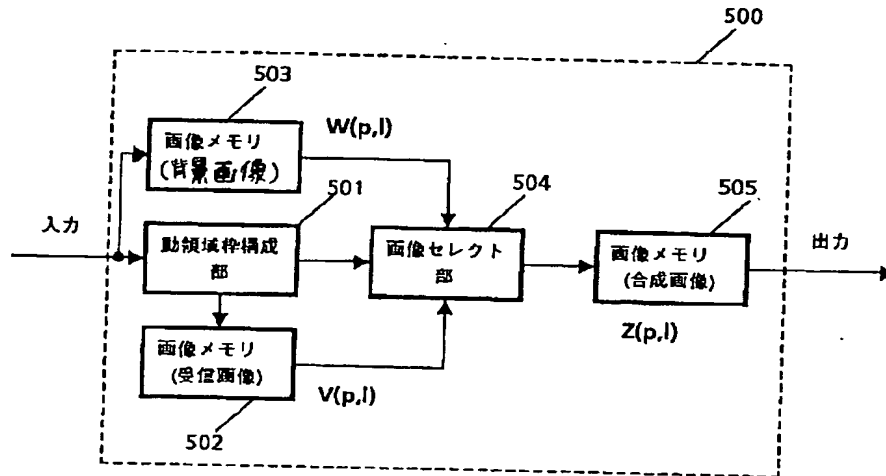 500
503
画像メモリ
(背景画像)
W(p,l)
501
504
505
入力
動領域枠構成
部
画像セレクト
部
画像メモリ
(合成画像)
出力
Z(p,l)
画像メモリ
(受信画像)
V(p,l)
502